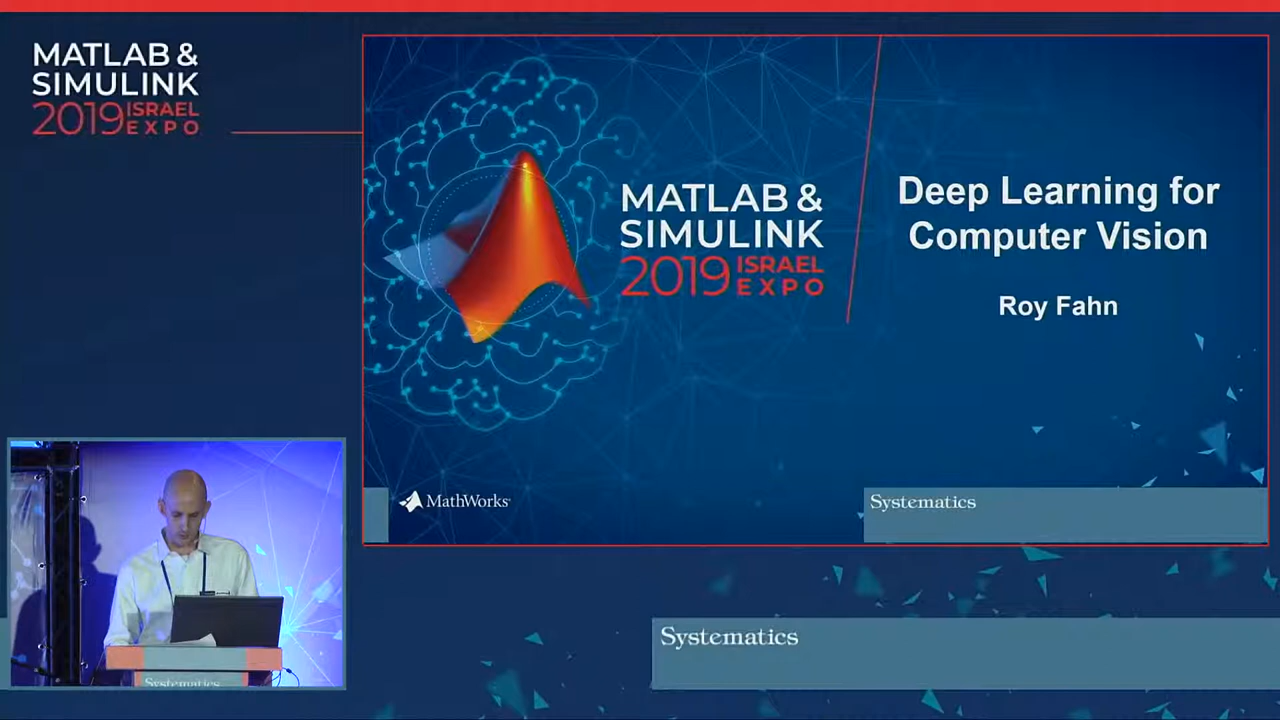 MATLAB &
SIMULINK
2019 ISRAEL
EXPO
MATLAB &
SIMULINK
2019 ISRAEL
EXPO
Deep Learning for
Computer Vision
Roy Fahn
MathWorks
Systematics
Systematics
Systematics